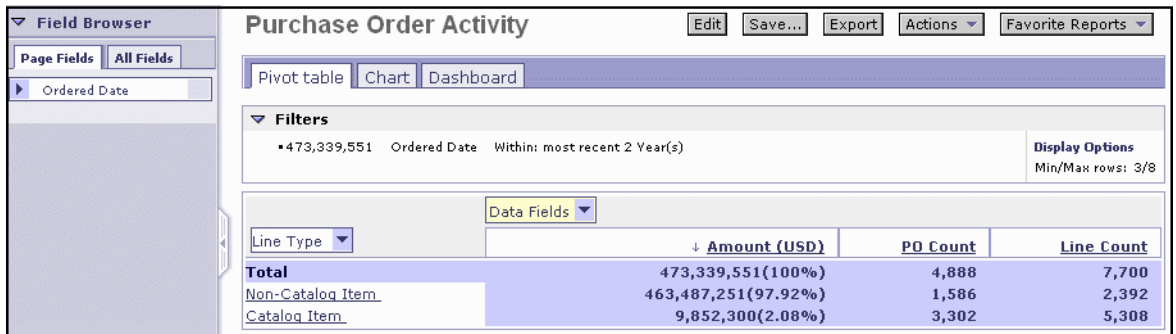 Field Browser
Page Fields All Fields
Ordered Date
Purchase Order Activity
Edit Save... Export Actions Favorite Reports
Pivot table Chart Dashboard
Filters
▪473,339,551 Ordered Date Within: most recent 2 Year(s)
Display Options
Min/Max rows: 3/8
Data Fields
Line Type ↓ Amount (USD) PO Count Line Count
Total 473,339,551(100%) 4,888 7,700
Non-Catalog Item 463,487,251(97.92%) 1,586 2,392
Catalog Item 9,852,300(2.08%) 3,302 5,308